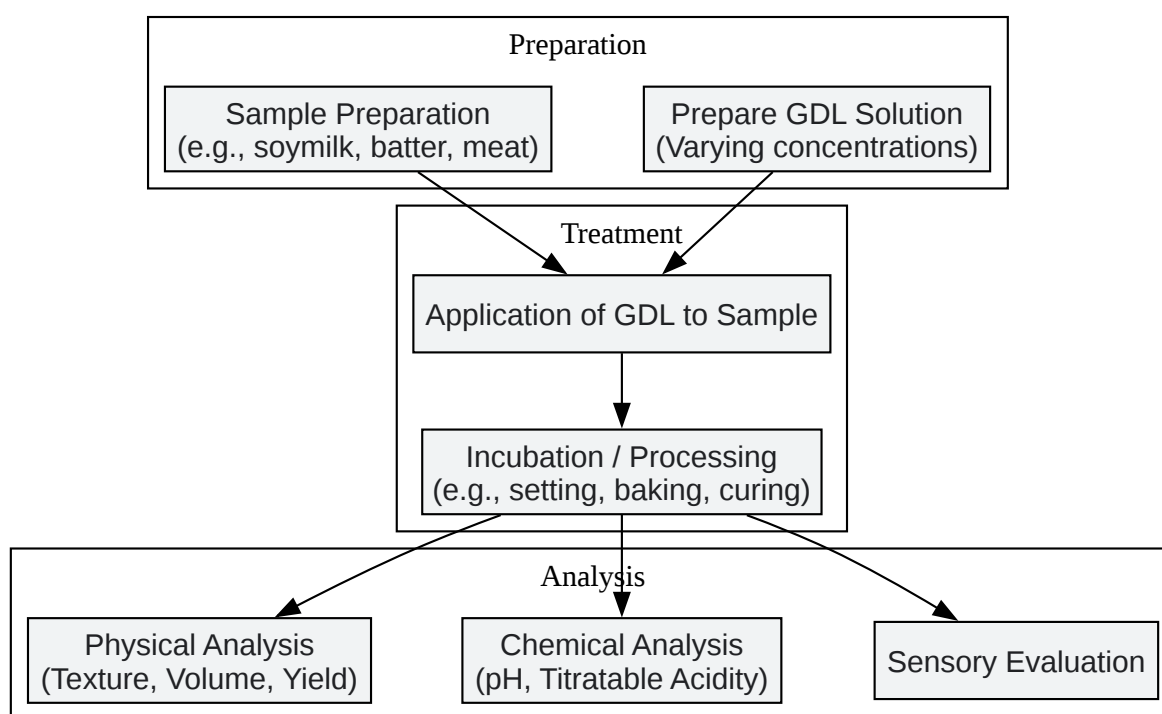 Preparation
Sample Preparation
(e.g., soymilk, batter, meat)
Prepare GDL Solution
(Varying concentrations)
Treatment
Application of GDL to Sample
Incubation / Processing
(e.g., setting, baking, curing)
Analysis
Physical Analysis
(Texture, Volume, Yield)
Chemical Analysis
(pH, Titratable Acidity)
Sensory Evaluation